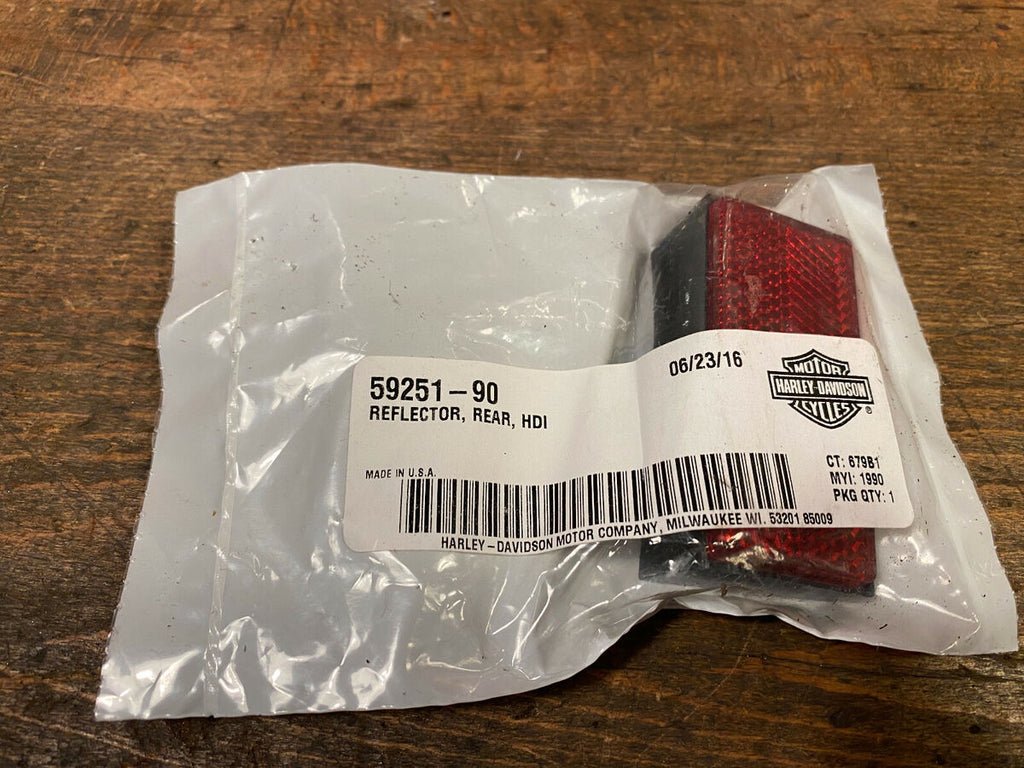 06/23/16
MOTOR
HARLEY-DAVIDSON
CYCLES
®
59251-90
REFLECTOR, REAR, HDI
MADE IN U.S.A.
CT: 679B1
MYI: 1990
PKG QTY: 1
HARLEY-DAVIDSON MOTOR COMPANY, MILWAUKEE WI. 53201 85009